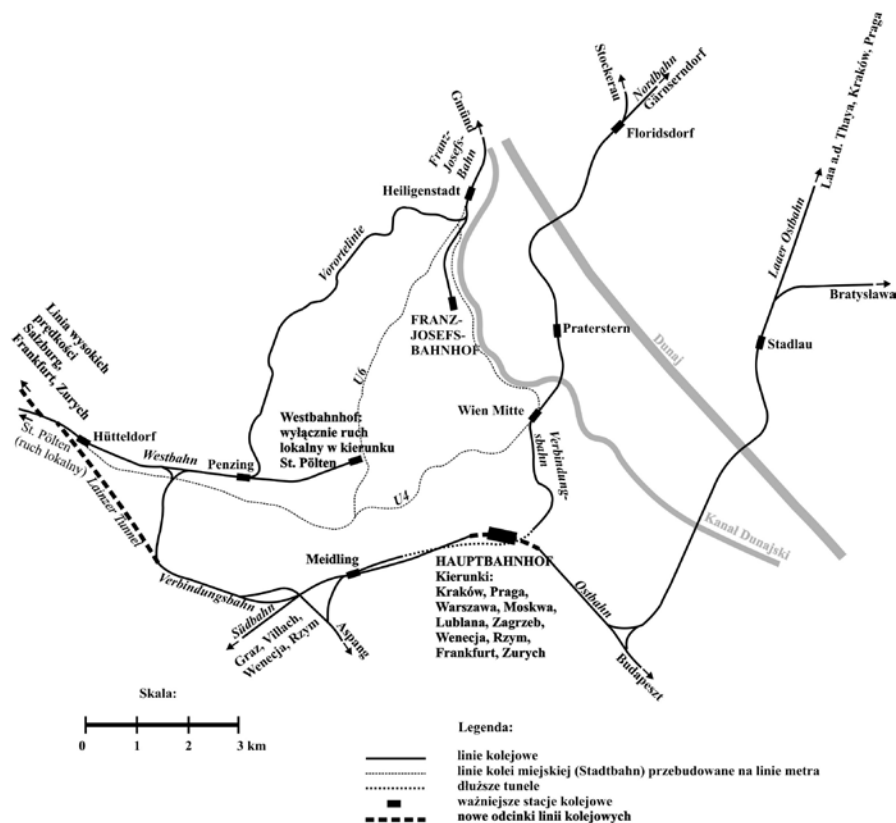 Stockerau
Nordbahn
Gärnserndorf
Floridsdorf
Laa a.d. Thaya, Kraków, Praga
Laaer Ostbahn
Bratysława
Stadlau
Gmünd
Franz-
Josefs-
Bahn
Heiligenstadt
Vorortelinie
FRANZ-
JOSEFS-
BAHNHOF
Praterstern
Dunaj
Linia wysokich
prędkości
Salzburg,
Frankfurt, Zurych
U6
Westbahnhof:
wyłącznie ruch
lokalny w kierunku
St. Pölten
Wien Mitte
Verbindung-
sbahn
Hütteldorf
St. Pölten
(ruch lokalny)
Westbahn
Penzing
Lainzer Tunnel
U4
Kanał Dunajski
Meidling
HAUPTBAHNHOF
Kierunki:
Kraków, Praga,
Warszawa, Moskwa,
Lublana, Zagrzeb,
Wenecja, Rzym,
Frankfurt, Zurych
Ostbahn
Verbindungsbahn
Südbahn
Graz, Villach,
Wenecja, Rzym
Aspang
Budapeszt
Skala:
0 1 2 3 km
Legenda:
linie kolejowe
linie kolei miejskiej (Stadtbahn) przebudowane na linie metra
dłuższe tunele
ważniejsze stacje kolejowe
nowe odcinki linii kolejowych